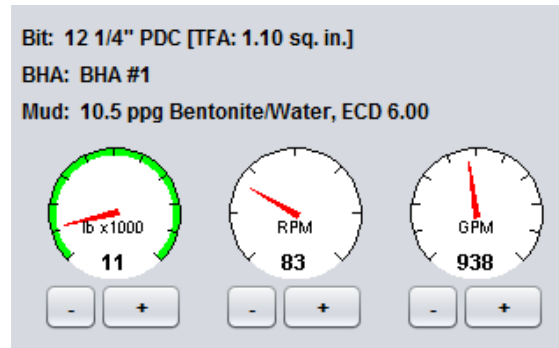 Bit: 12 1/4" PDC [TFA: 1.10 sq. in.]
BHA: BHA #1
Mud: 10.5 ppg Bentonite/Water, ECD 6.00
lb x1000 RPM GPM
11 83 938
- + - + - +